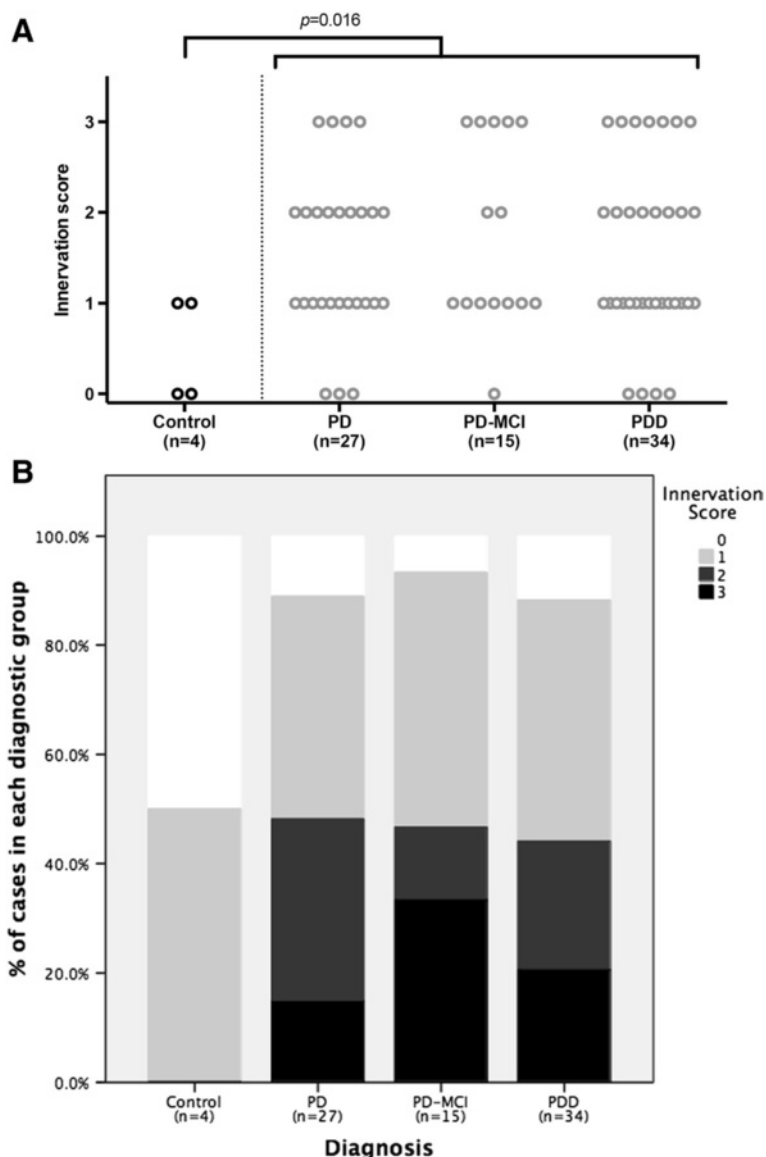 A
p=0.016
Innervation score
3
2
1
0
Control
(n=4)
PD
(n=27)
PD-MCI
(n=15)
PDD
(n=34)
B
Innervation
Score
0
1
2
3
% of cases in each diagnostic group
100.0%
80.0%
60.0%
40.0%
20.0%
0.0%
Control
(n=4)
PD
(n=27)
PD-MCI
(n=15)
PDD
(n=34)
Diagnosis